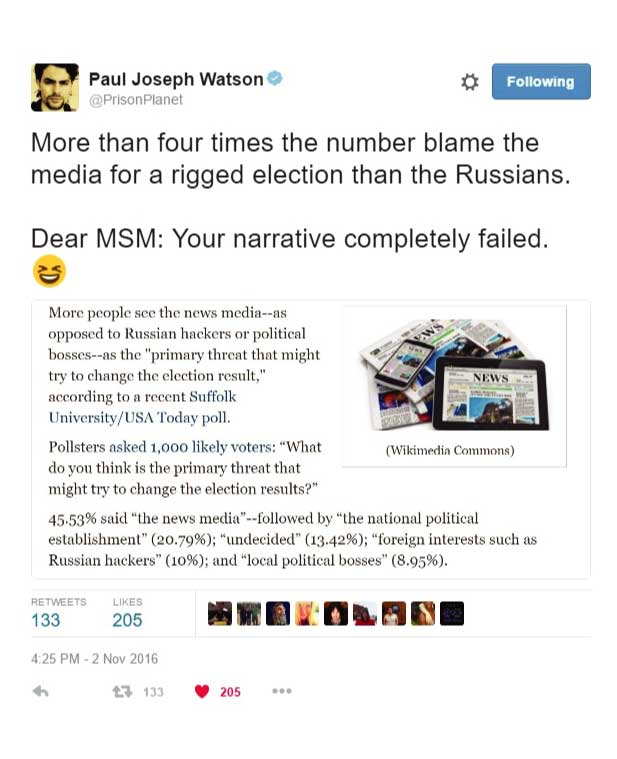 Paul Joseph Watson
@PrisonPlanet
Following
More than four times the number blame the
media for a rigged election than the Russians.
Dear MSM: Your narrative completely failed.
😆
More people see the news media--as
opposed to Russian hackers or political
bosses--as the "primary threat that might
try to change the election result,"
according to a recent Suffolk
University/USA Today poll.
Pollsters asked 1,000 likely voters: “What
do you think is the primary threat that
might try to change the election results?”
NEWS
(Wikimedia Commons)
45.53% said “the news media”--followed by “the national political
establishment” (20.79%); “undecided” (13.42%); “foreign interests such as
Russian hackers” (10%); and “local political bosses” (8.95%).
RETWEETS LIKES
133 205
4:25 PM - 2 Nov 2016
133 205